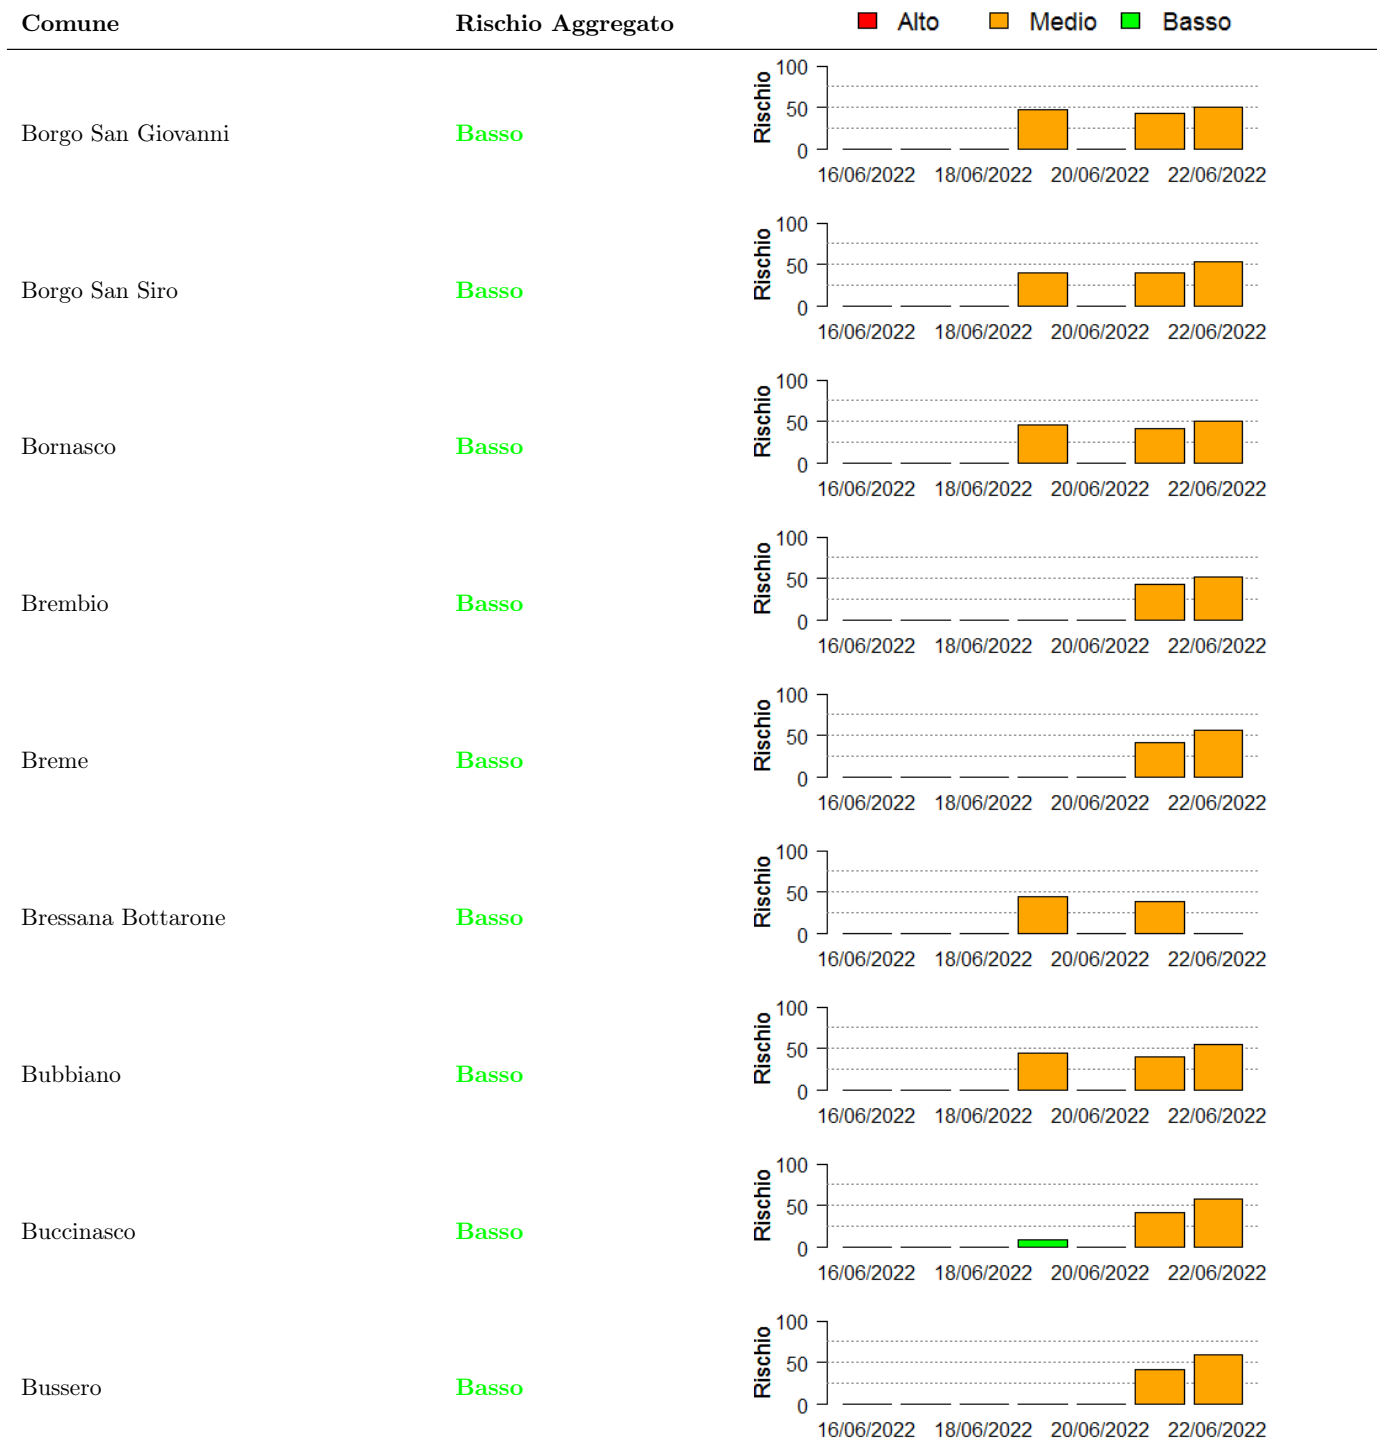 Comune Rischio Aggregato Alto Medio Basso
Borgo San Giovanni Basso Rischio 100 50 0
16/06/2022 18/06/2022 20/06/2022 22/06/2022
Borgo San Siro Basso Rischio 100 50 0
16/06/2022 18/06/2022 20/06/2022 22/06/2022
Bornasco Basso Rischio 100 50 0
16/06/2022 18/06/2022 20/06/2022 22/06/2022
Brembio Basso Rischio 100 50 0
16/06/2022 18/06/2022 20/06/2022 22/06/2022
Breme Basso Rischio 100 50 0
16/06/2022 18/06/2022 20/06/2022 22/06/2022
Bressana Bottarone Basso Rischio 100 50 0
16/06/2022 18/06/2022 20/06/2022 22/06/2022
Bubbiano Basso Rischio 100 50 0
16/06/2022 18/06/2022 20/06/2022 22/06/2022
Buccinasco Basso Rischio 100 50 0
16/06/2022 18/06/2022 20/06/2022 22/06/2022
Bussero Basso Rischio 100 50 0
16/06/2022 18/06/2022 20/06/2022 22/06/2022